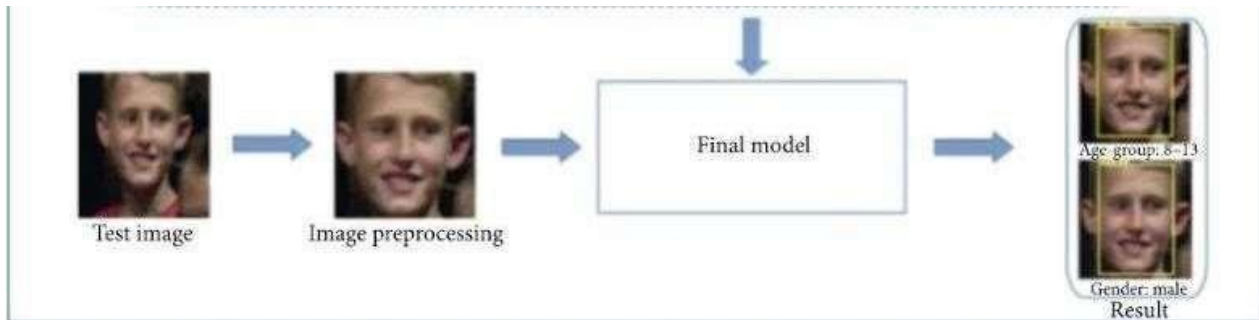 Test image
Image preprocessing
Final model
Age-group: 8–13
Gender: male
Result